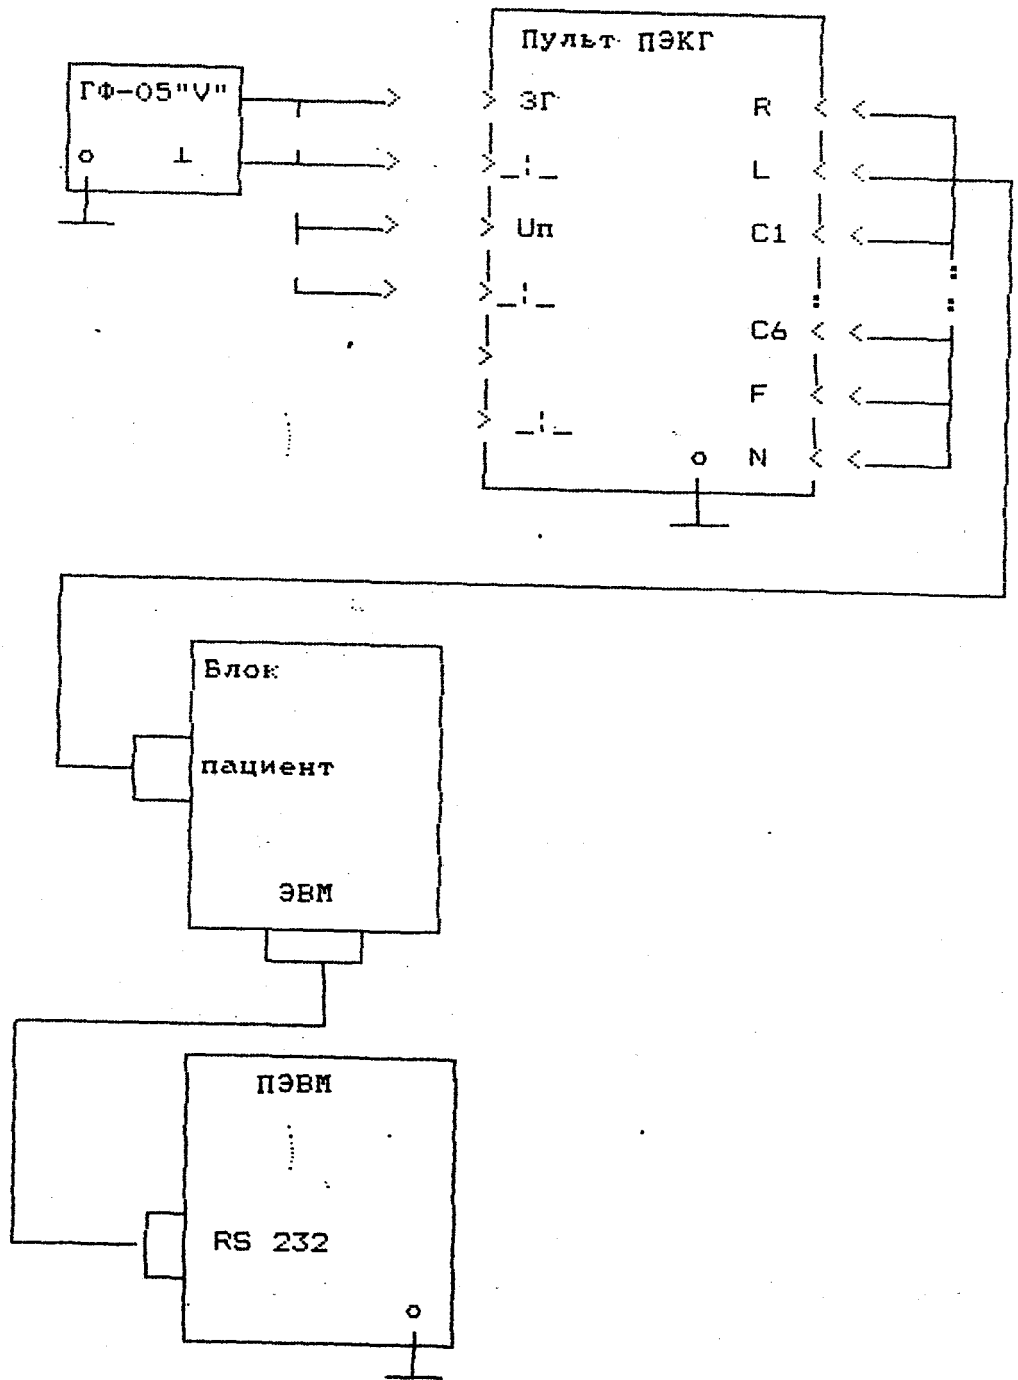 Пульт ПЭКГ
ГФ-05"V"
⊥
ЗГ
Uп
R
L
C1
C6
F
N
Блок
пациент
ЭВМ
ПЭВМ
RS 232